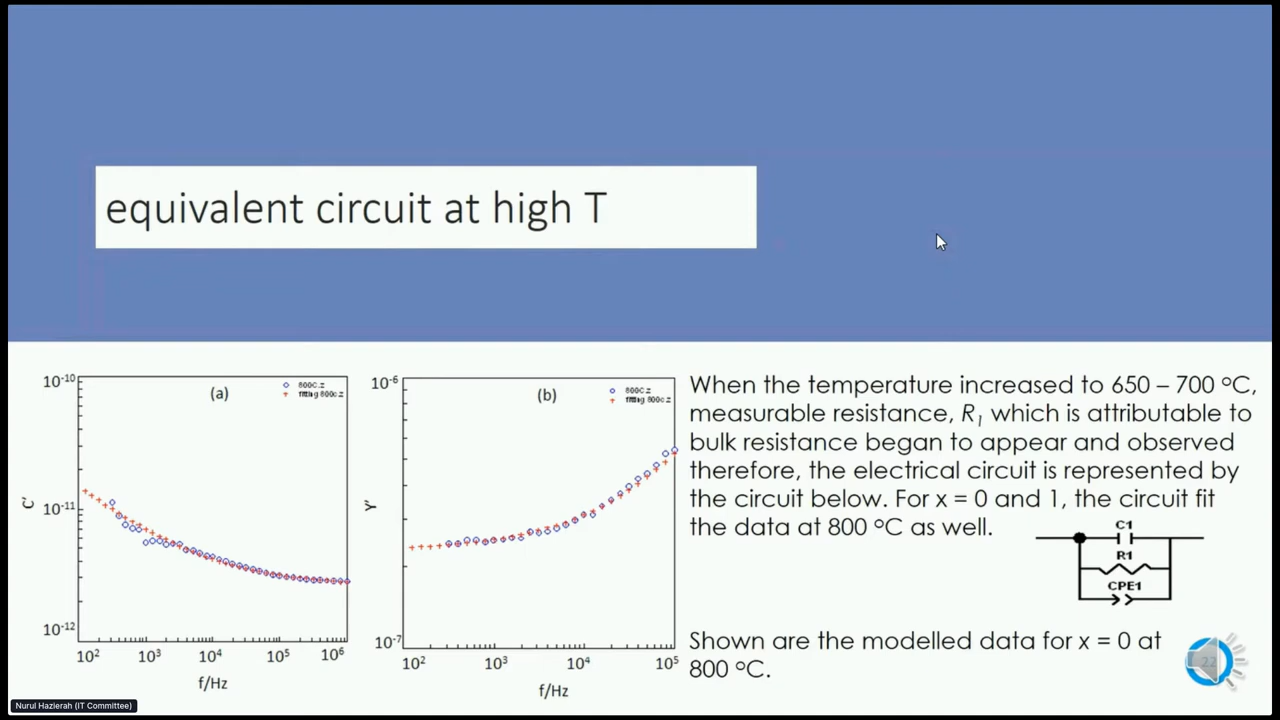 equivalent circuit at high T
10⁻¹⁰
10⁻¹¹
10⁻¹²
C'
(a)
800C.z
fitting 800c.z
10²
10³
10⁴
10⁵
10⁶
f/Hz
10⁻⁶
10⁻⁷
Y'
(b)
800C.z
fitting 800c.z
10²
10³
10⁴
10⁵
f/Hz
When the temperature increased to 650 – 700 ºC,
measurable resistance, R₁ which is attributable to
bulk resistance began to appear and observed
therefore, the electrical circuit is represented by
the circuit below. For x = 0 and 1, the circuit fit
the data at 800 ºC as well.
C1
R1
CPE1
Shown are the modelled data for x = 0 at
800 ºC.
22
Nurul Hazierah (IT Committee)